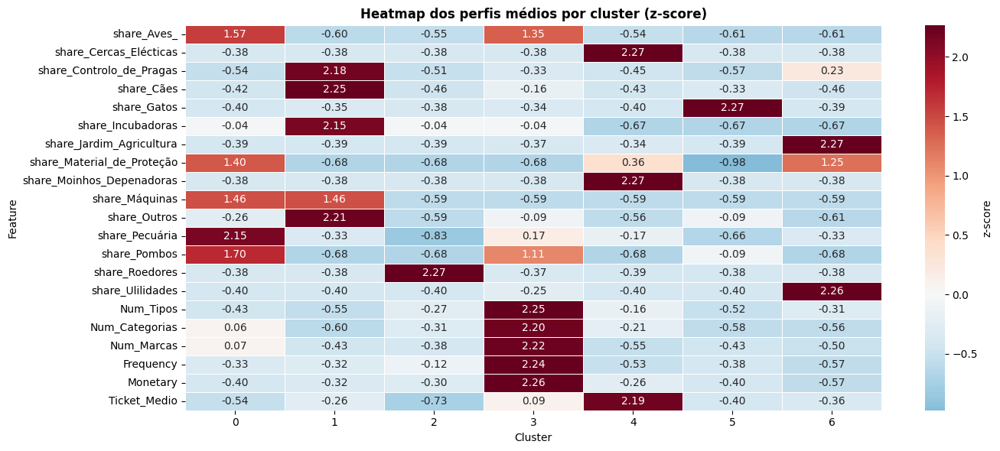 Heatmap dos perfis médios por cluster (z-score)
share_Aves_ 1.57 -0.60 -0.55 1.35 -0.54 -0.61 -0.61
share_Cercas_Elécticas -0.38 -0.38 -0.38 -0.38 2.27 -0.38 -0.38
share_Controlo_de_Pragas -0.54 2.18 -0.51 -0.33 -0.45 -0.57 0.23
share_Cães -0.42 2.25 -0.46 -0.16 -0.43 -0.33 -0.46
share_Gatos -0.40 -0.35 -0.38 -0.34 -0.40 2.27 -0.39
share_Incubadoras -0.04 2.15 -0.04 -0.04 -0.67 -0.67 -0.67
share_Jardim_Agricultura -0.39 -0.39 -0.39 -0.37 -0.34 -0.39 2.27
share_Material_de_Proteção 1.40 -0.68 -0.68 -0.68 0.36 -0.98 1.25
share_Moinhos_Depenadoras -0.38 -0.38 -0.38 -0.38 2.27 -0.38 -0.38
share_Máquinas 1.46 1.46 -0.59 -0.59 -0.59 -0.59 -0.59
share_Outros -0.26 2.21 -0.59 -0.09 -0.56 -0.09 -0.61
share_Pecuária 2.15 -0.33 -0.83 0.17 -0.17 -0.66 -0.33
share_Pombos 1.70 -0.68 -0.68 1.11 -0.68 -0.09 -0.68
share_Roedores -0.38 -0.38 2.27 -0.37 -0.39 -0.38 -0.38
share_Ulilidades -0.40 -0.40 -0.40 -0.25 -0.40 -0.40 2.26
Num_Tipos -0.43 -0.55 -0.27 2.25 -0.16 -0.52 -0.31
Num_Categorias 0.06 -0.60 -0.31 2.20 -0.21 -0.58 -0.56
Num_Marcas 0.07 -0.43 -0.38 2.22 -0.55 -0.43 -0.50
Frequency -0.33 -0.32 -0.12 2.24 -0.53 -0.38 -0.57
Monetary -0.40 -0.32 -0.30 2.26 -0.26 -0.40 -0.57
Ticket_Medio -0.54 -0.26 -0.73 0.09 2.19 -0.40 -0.36
0 1 2 3 4 5 6
Cluster
Feature
2.0
1.5
1.0
0.5
0.0
−0.5
z-score